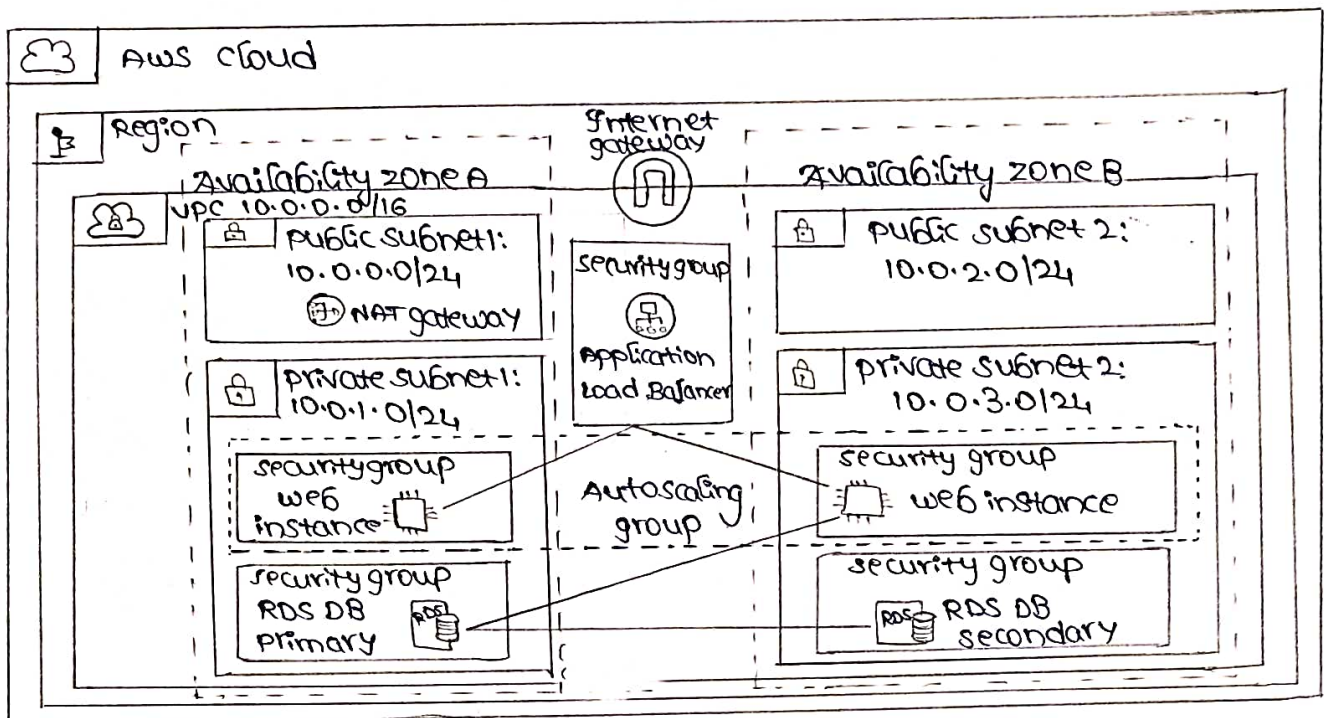 AWS cloud
Region
Internet
gateway
Availability zone A
Availability zone B
VPC 10.0.0.0/16
public subnet1:
10.0.0.0/24
NAT gateway
security group
Application
Load Balancer
public subnet 2:
10.0.2.0/24
private subnet1:
10.0.1.0/24
private subnet 2:
10.0.3.0/24
security group
web
instance
Autoscaling
group
security group
web instance
security group
RDS DB
primary
RDS
security group
RDS
RDS DB
secondary